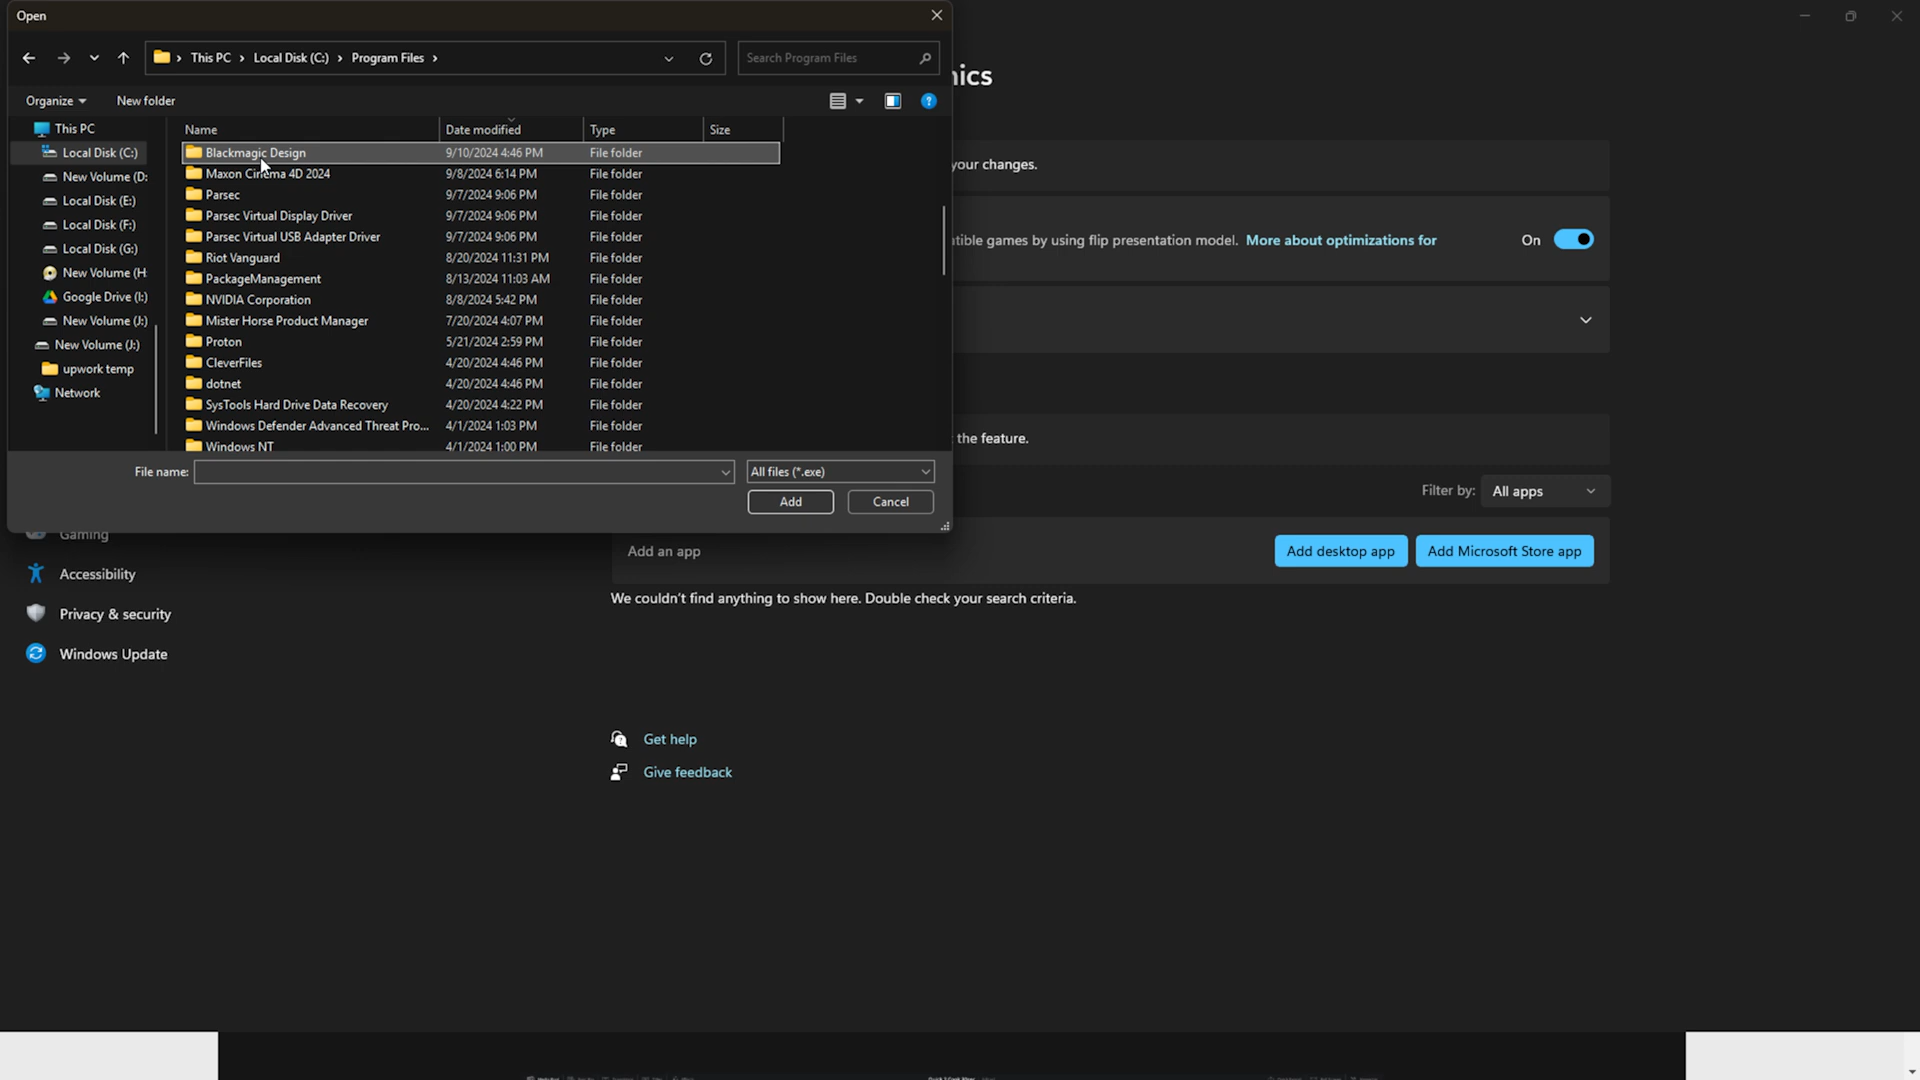 Open
This PC > Local Disk (C:) > Program Files >
Search Program Files
Organize
New folder
Name Date modified Type Size
This PC
Local Disk (C:)
New Volume (D:
Local Disk (E:)
Local Disk (F:)
Local Disk (G:)
New Volume (H
Google Drive (I:)
New Volume (J:)
New Volume (J:)
upwork temp
Network
Blackmagic Design 9/10/2024 4:46 PM File folder
Maxon Cinema 4D 2024 9/8/2024 6:14 PM File folder
Parsec 9/7/2024 9:06 PM File folder
Parsec Virtual Display Driver 9/7/2024 9:06 PM File folder
Parsec Virtual USB Adapter Driver 9/7/2024 9:06 PM File folder
Riot Vanguard 8/20/2024 11:31 PM File folder
PackageManagement 8/13/2024 11:03 AM File folder
NVIDIA Corporation 8/8/2024 5:42 PM File folder
Mister Horse Product Manager 7/20/2024 4:07 PM File folder
Proton 5/21/2024 2:59 PM File folder
CleverFiles 4/20/2024 4:46 PM File folder
dotnet 4/20/2024 4:46 PM File folder
SysTools Hard Drive Data Recovery 4/20/2024 4:22 PM File folder
Windows Defender Advanced Threat Pro... 4/1/2024 1:03 PM File folder
Windows NT 4/1/2024 1:00 PM File folder
File name:
All files (*.exe)
Add
Cancel
ics
your changes.
tible games by using flip presentation model. More about optimizations for
On
the feature.
Filter by: All apps
Add an app
Add desktop app
Add Microsoft Store app
We couldn't find anything to show here. Double check your search criteria.
Gaming
Accessibility
Privacy & security
Windows Update
Get help
Give feedback